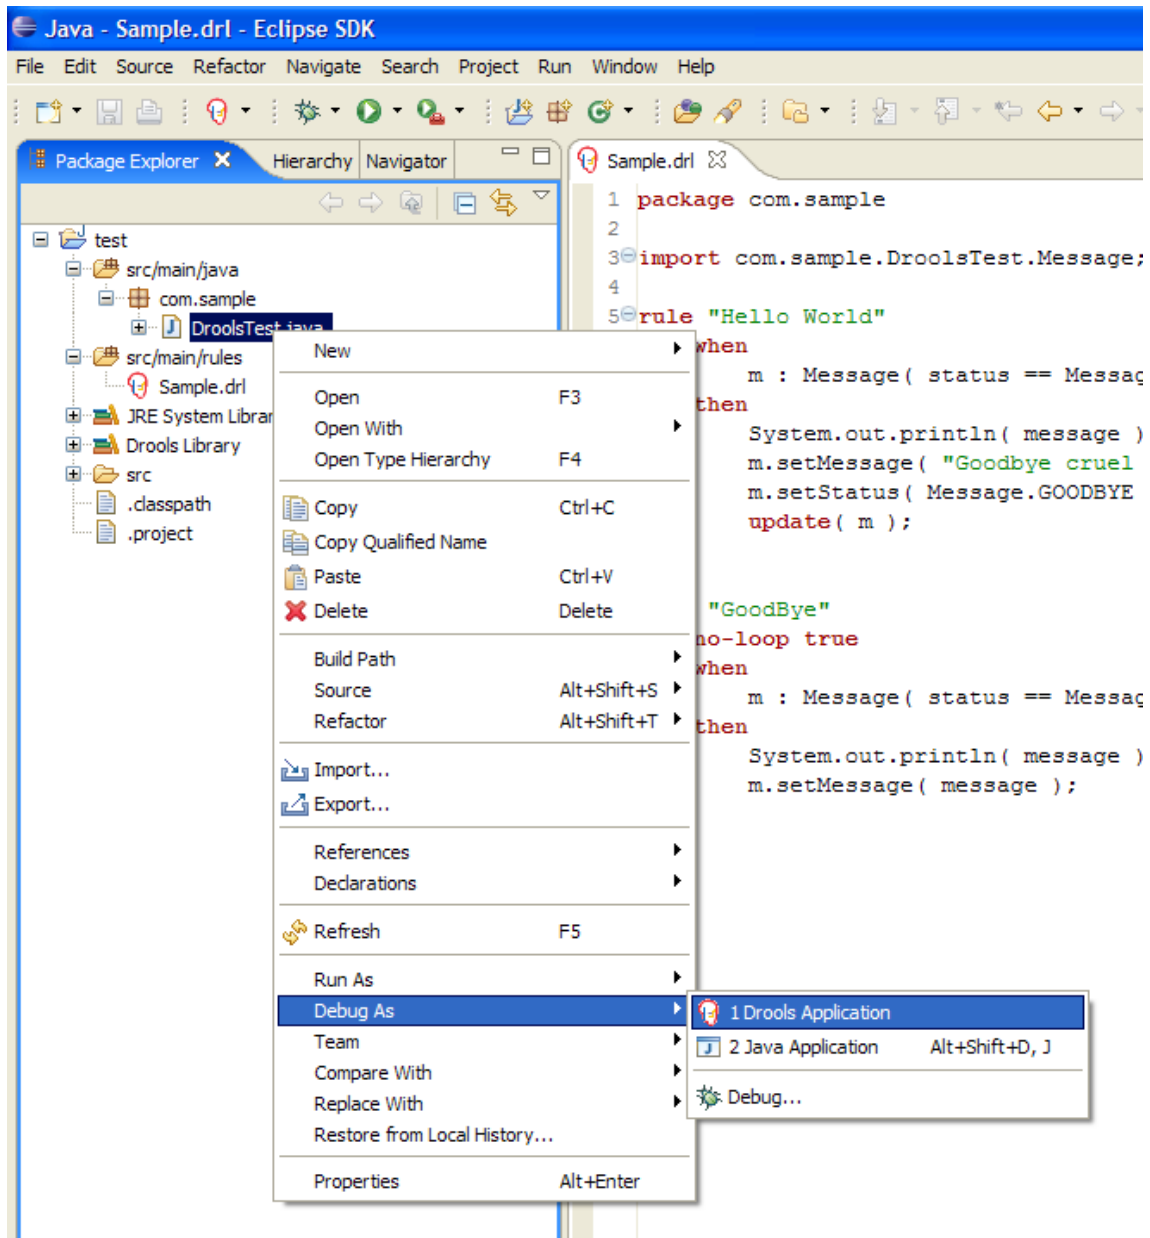 Java - Sample.drl - Eclipse SDK
File Edit Source Refactor Navigate Search Project Run Window Help
Package Explorer Hierarchy Navigator
test
src/main/java
com.sample
DroolsTest.java
src/main/rules
Sample.drl
JRE System Librar
Drools Library
src
.classpath
.project
Sample.drl
1 package com.sample
2
3 import com.sample.DroolsTest.Message;
4
5 rule "Hello World"
when
m : Message( status == Messag
then
System.out.println( message )
m.setMessage( "Goodbye cruel
m.setStatus( Message.GOODBYE
update( m );
"GoodBye"
no-loop true
when
m : Message( status == Messag
then
System.out.println( message )
m.setMessage( message );
New
Open F3
Open With
Open Type Hierarchy F4
Copy Ctrl+C
Copy Qualified Name
Paste Ctrl+V
Delete Delete
Build Path
Source Alt+Shift+S
Refactor Alt+Shift+T
Import...
Export...
References
Declarations
Refresh F5
Run As
Debug As
Team
Compare With
Replace With
Restore from Local History...
Properties Alt+Enter
1 Drools Application
2 Java Application Alt+Shift+D, J
Debug...